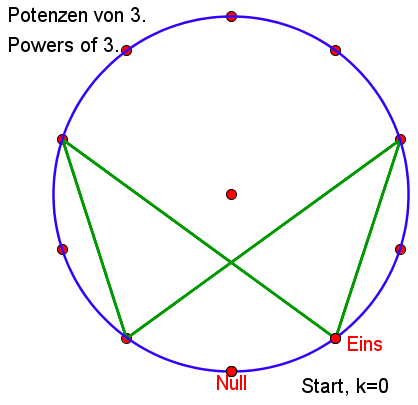 Potenzen von 3.
Powers of 3.
Eins
Null
Start, k=0